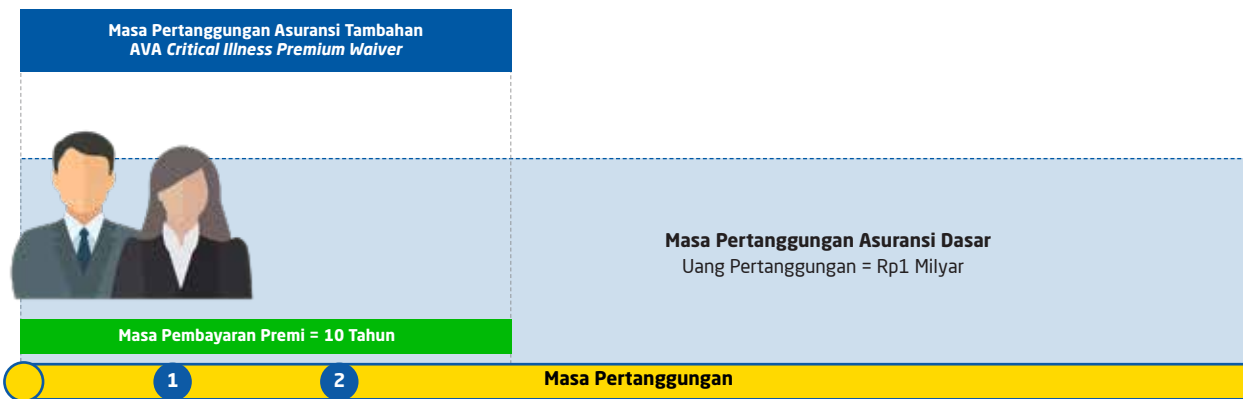 Masa Pertanggungan Asuransi Tambahan
AVA Critical Illness Premium Waiver
Masa Pertanggungan Asuransi Dasar
Uang Pertanggungan = Rp1 Milyar
Masa Pembayaran Premi = 10 Tahun
1
2
Masa Pertanggungan